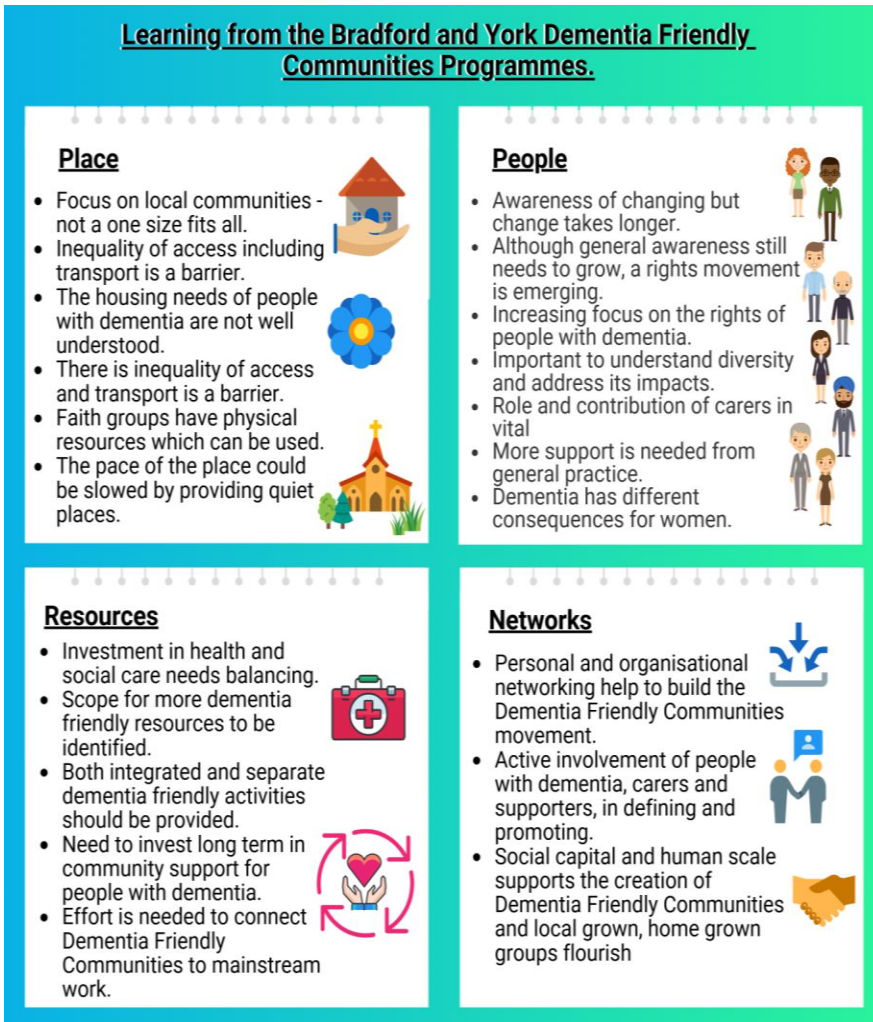 Learning from the Bradford and York Dementia Friendly
Communities Programmes.
Place
• Focus on local communities -
not a one size fits all.
• Inequality of access including
transport is a barrier.
• The housing needs of people
with dementia are not well
understood.
• There is inequality of access
and transport is a barrier.
• Faith groups have physical
resources which can be used.
• The pace of the place could
be slowed by providing quiet
places.
People
• Awareness of changing but
change takes longer.
• Although general awareness still
needs to grow, a rights movement
is emerging.
• Increasing focus on the rights of
people with dementia.
• Important to understand diversity
and address its impacts.
• Role and contribution of carers in
vital
• More support is needed from
general practice.
• Dementia has different
consequences for women.
Resources
• Investment in health and
social care needs balancing.
• Scope for more dementia
friendly resources to be
identified.
• Both integrated and separate
dementia friendly activities
should be provided.
• Need to invest long term in
community support for
people with dementia.
• Effort is needed to connect
Dementia Friendly
Communities to mainstream
work.
Networks
• Personal and organisational
networking help to build the
Dementia Friendly Communities
movement.
• Active involvement of people
with dementia, carers and
supporters, in defining and
promoting.
• Social capital and human scale
supports the creation of
Dementia Friendly Communities
and local grown, home grown
groups flourish